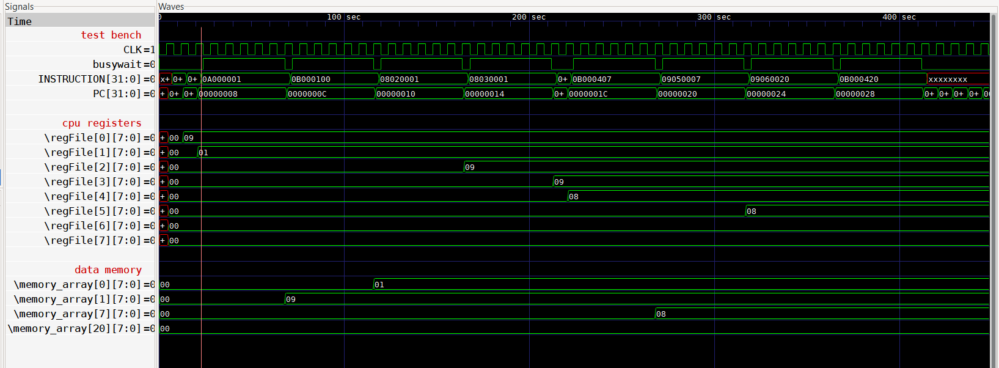 Signals Waves
Time 0 100 sec 200 sec 300 sec 400 sec
test bench
CLK=1
busywait=0
INSTRUCTION[31:0]=0 x+ 0+ 0+ 0A000001 0B000100 08020001 08030001 0+ 0B000407 09050007 09060020 0B000420 xxxxxxxx
PC[31:0]=0 + 0+ 0+ 00000008 0000000C 00000010 00000014 0+ 0000001C 00000020 00000024 00000028 0+ 0+ 0+ 0+ 00
cpu registers
\regFile[0][7:0]=0 + 00 09
\regFile[1][7:0]=0 + 00 01
\regFile[2][7:0]=0 + 00 09
\regFile[3][7:0]=0 + 00 09
\regFile[4][7:0]=0 + 00 08
\regFile[5][7:0]=0 + 00 08
\regFile[6][7:0]=0 + 00
\regFile[7][7:0]=0 + 00
data memory
\memory_array[0][7:0]=0 00 01
\memory_array[1][7:0]=0 00 09
\memory_array[7][7:0]=0 00 08
\memory_array[20][7:0]=0 00